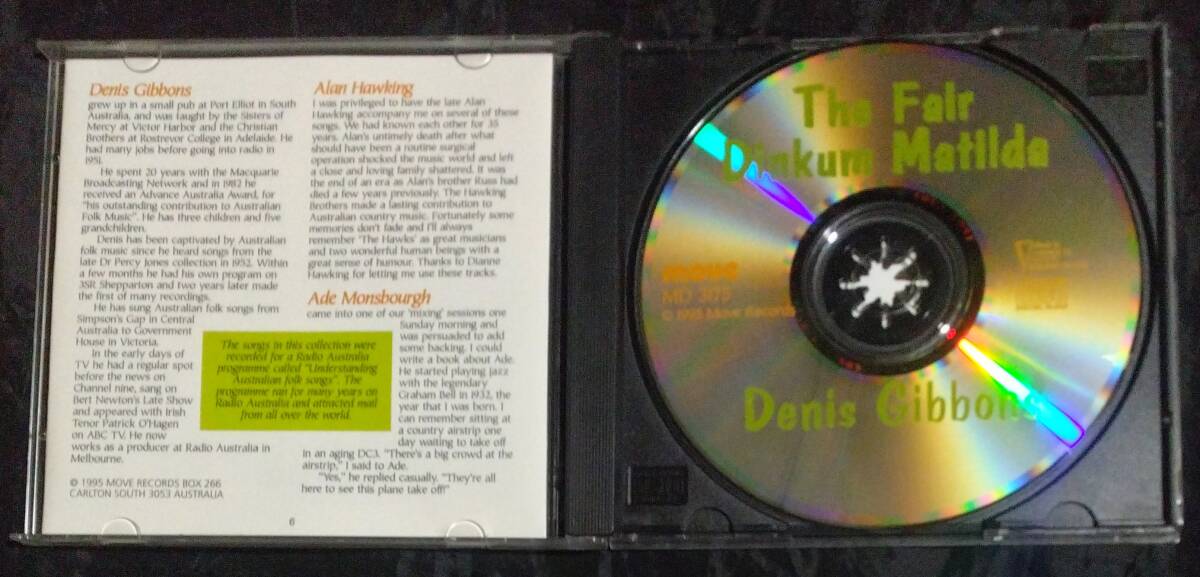 Denis Gibbons
grew up in a small pub at Port Elliot in South
Australia, and was taught by the Sisters of
Mercy at Victor Harbor and the Christian
Brothers at Rostrevor College in Adelaide. He
had many jobs before going into radio in
1951.
He spent 20 years with the Macquarie
Broadcasting Network and in 1982 he
received an Advance Australia Award, for
"his outstanding contribution to Australian
Folk Music". He has three children and five
grandchildren.
Denis has been captivated by Australian
folk music since he heard songs from the
late Dr Percy Jones collection in 1952. Within
a few months he had his own program on
3SR Shepparton and two years later made
the first of many recordings.
He has sung Australian folk songs from
Simpson's Gap in Central
Australia to Government
House in Victoria.
In the early days of
TV he had a regular spot
before the news on
Channel nine, sang on
Bert Newton's Late Show
and appeared with Irish
Tenor Patrick O'Hagen
on ABC TV. He now
works as a producer at Radio Australia in
Melbourne.
© 1995 MOVE RECORDS BOX 266
CARLTON SOUTH 3053 AUSTRALIA
The songs in this collection were
recorded for a Radio Australia
programme called "Understanding
Australian folk songs". The
programme ran for many years on
Radio Australia and attracted mail
from all over the world.
Alan Hawking
I was privileged to have the late Alan
Hawking accompany me on several of these
songs. We had known each other for 35
years. Alan's untimely death after what
should have been a routine surgical
operation shocked the music world and left
a close and loving family shattered. It was
the end of an era as Alan's brother Russ had
died a few years previously. The Hawking
Brothers made a lasting contribution to
Australian country music. Fortunately some
memories don't fade and I'll always
remember 'The Hawks' as great musicians
and two wonderful human beings with a
great sense of humour. Thanks to Dianne
Hawking for letting me use these tracks.
Ade Monsbourgh
came into one of our 'mixing' sessions one
Sunday morning and
was persuaded to add
some backing. I could
write a book about Ade.
He started playing jazz
with the legendary
Graham Bell in 1932, the
year that I was born. I
can remember sitting at
a country airstrip one
day waiting to take off
in an aging DC3. "There's a big crowd at the
airstrip," I said to Ade.
"Yes," he replied casually. "They're all
here to see this plane take off!"
6
The Fair
Dinkum Matilda
move
MD 3175
© 1995 Move Records
Denis Gibbons